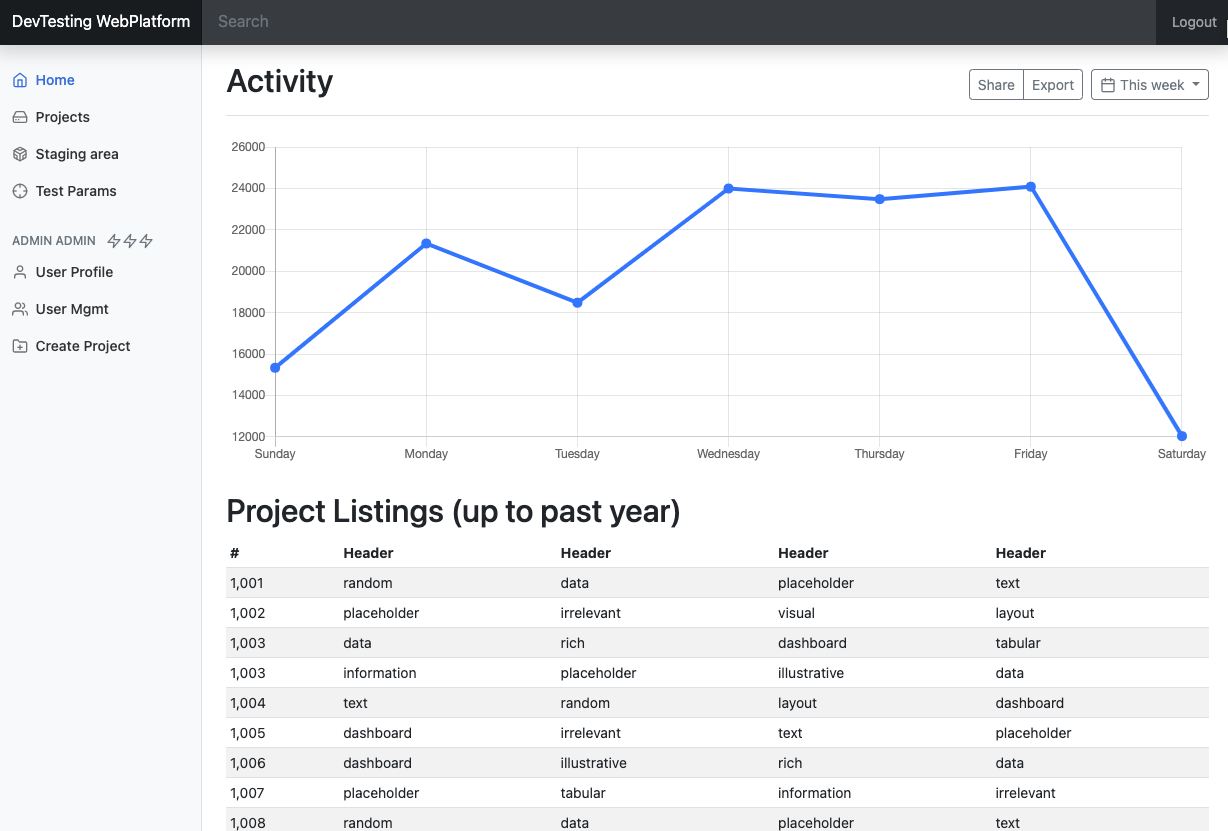 DevTesting WebPlatform Search Logout
Home
Projects
Staging area
Test Params
ADMIN ADMIN
User Profile
User Mgmt
Create Project
Activity
Share Export This week
26000
24000
22000
20000
18000
16000
14000
12000
Sunday Monday Tuesday Wednesday Thursday Friday Saturday
Project Listings (up to past year)
# Header Header Header Header
1,001 random data placeholder text
1,002 placeholder irrelevant visual layout
1,003 data rich dashboard tabular
1,003 information placeholder illustrative data
1,004 text random layout dashboard
1,005 dashboard irrelevant text placeholder
1,006 dashboard illustrative rich data
1,007 placeholder tabular information irrelevant
1,008 random data placeholder text